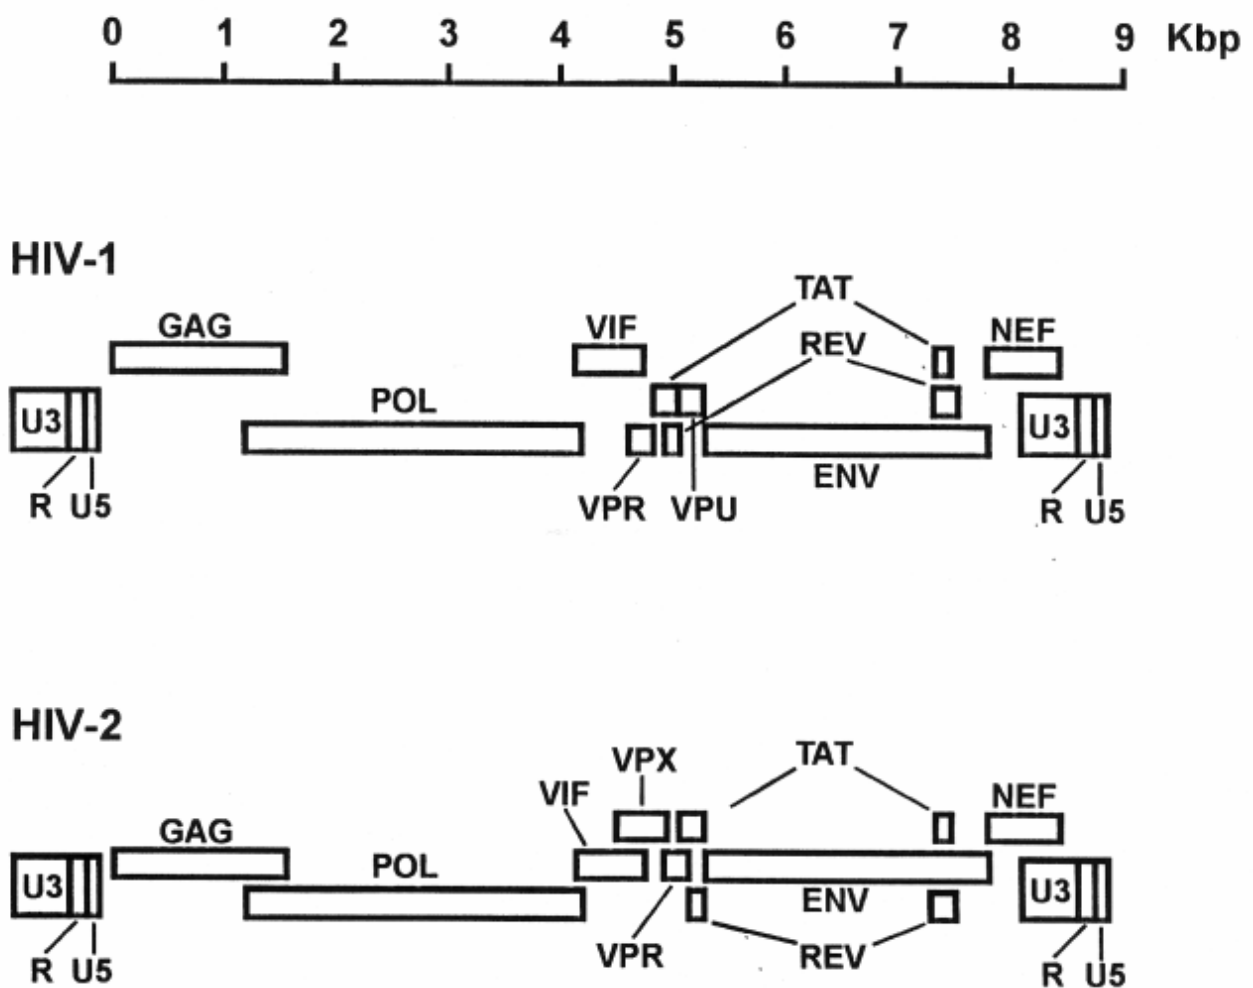 0 1 2 3 4 5 6 7 8 9 Kbp
HIV-1
TAT
GAG VIF REV NEF
U3 POL U3
ENV
R U5 VPR VPU R U5
HIV-2
VPX TAT
VIF NEF
GAG
U3 POL ENV U3
R U5 VPR REV R U5